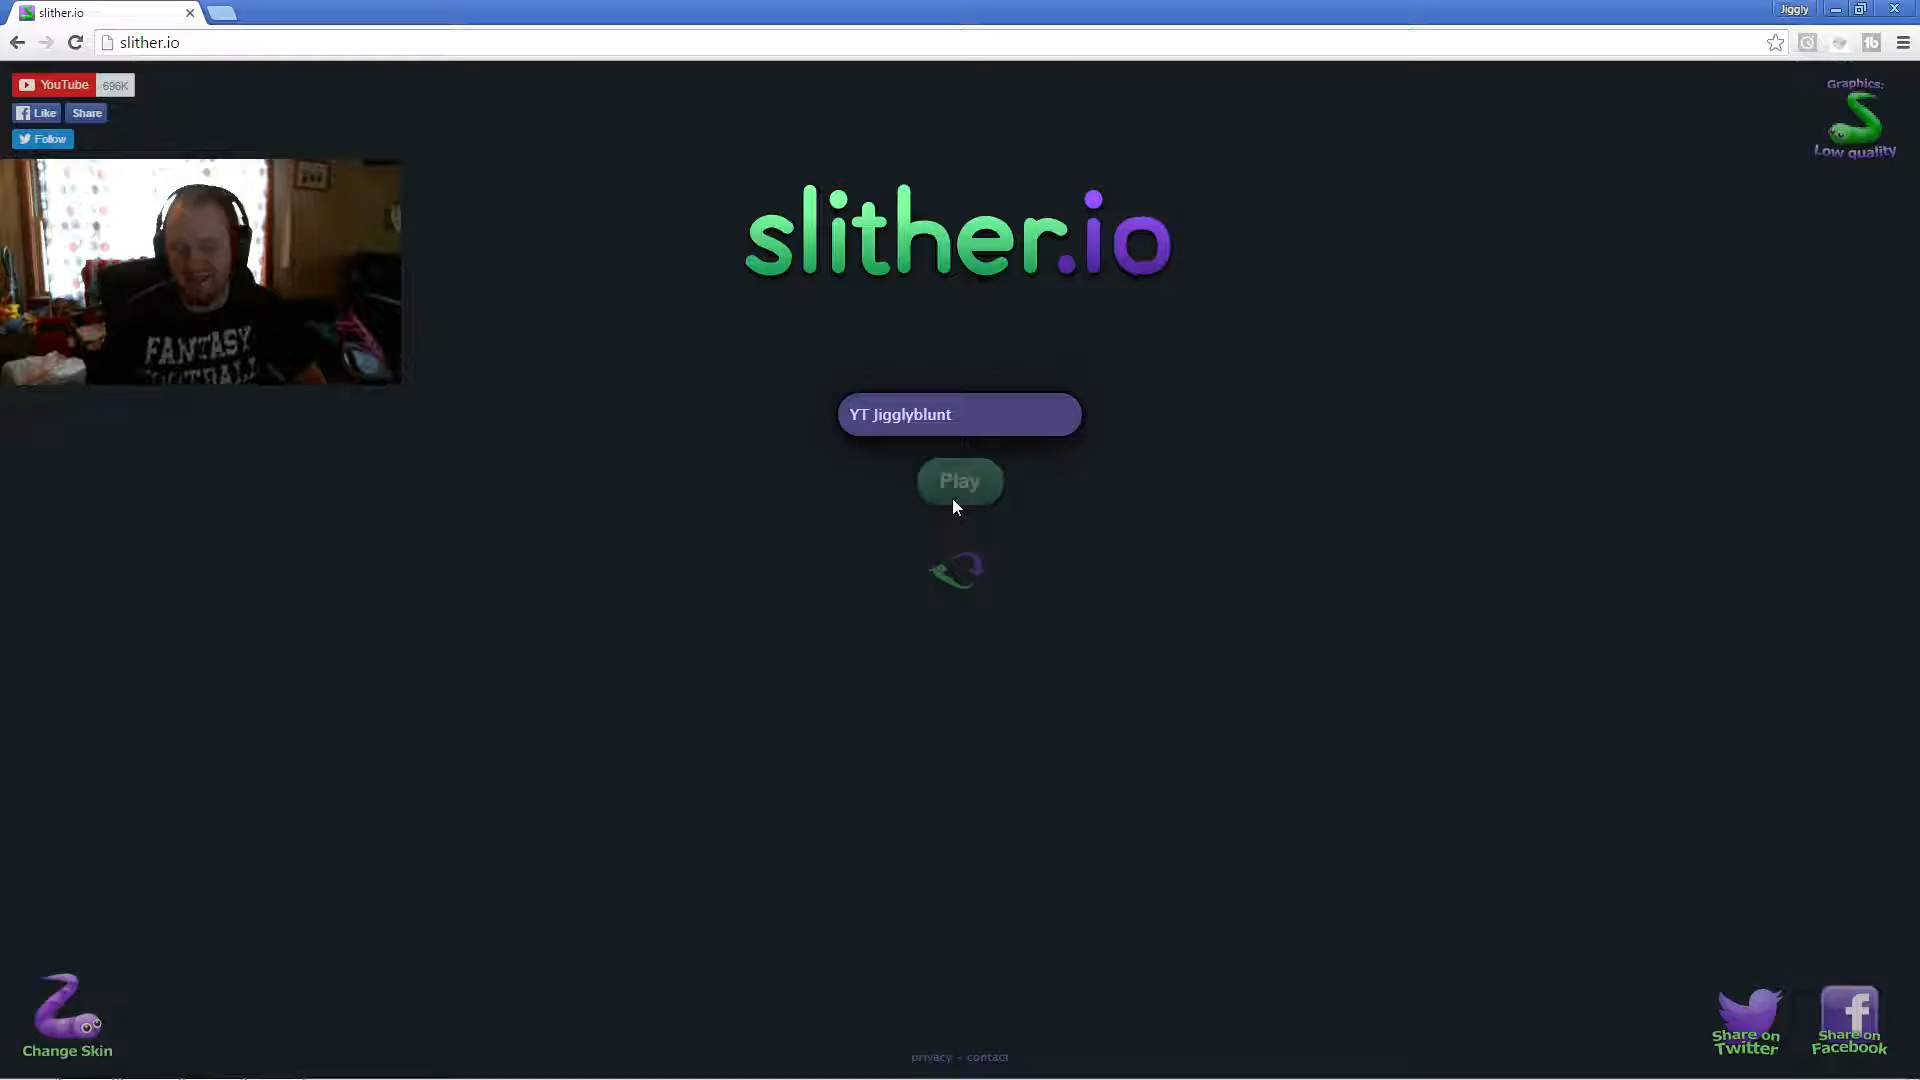 slither.io
Jiggly
slither.io
YouTube 696K
Like Share
Follow
Graphics:
Low quality
slither.io
FANTASY
FOOTBALL
YT Jigglyblunt
Play
Change Skin
privacy - contact
Share on
Twitter
Share on
Facebook